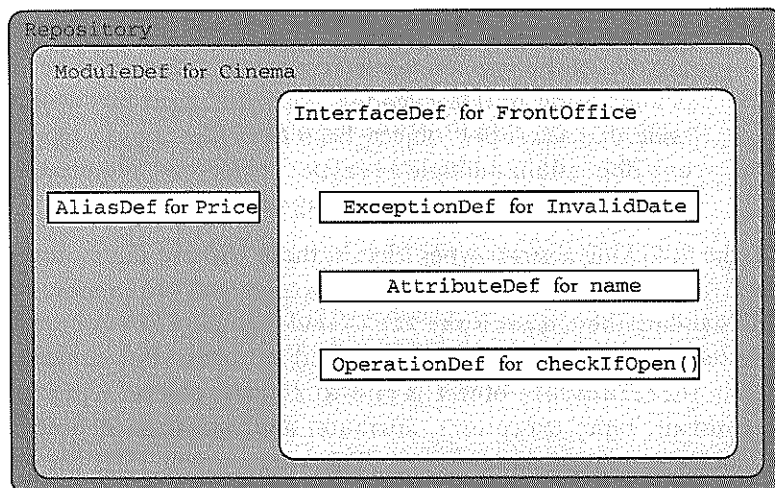 Repository
ModuleDef for Cinema
InterfaceDef for FrontOffice
AliasDef for Price
ExceptionDef for InvalidDate
AttributeDef for name
OperationDef for checkIfOpen()